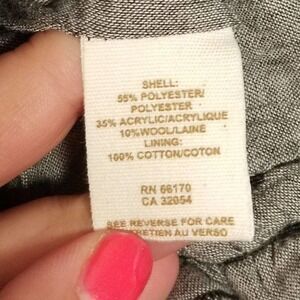 SHELL:
55% POLYESTER/
POLYESTER
35% ACRYLIC/ACRYLIQUE
10%WOOL/LAINE
LINING:
100% COTTON/COTON
RN 66170
CA 32054
SEE REVERSE FOR CARE
ENTRETIEN AU VERSO